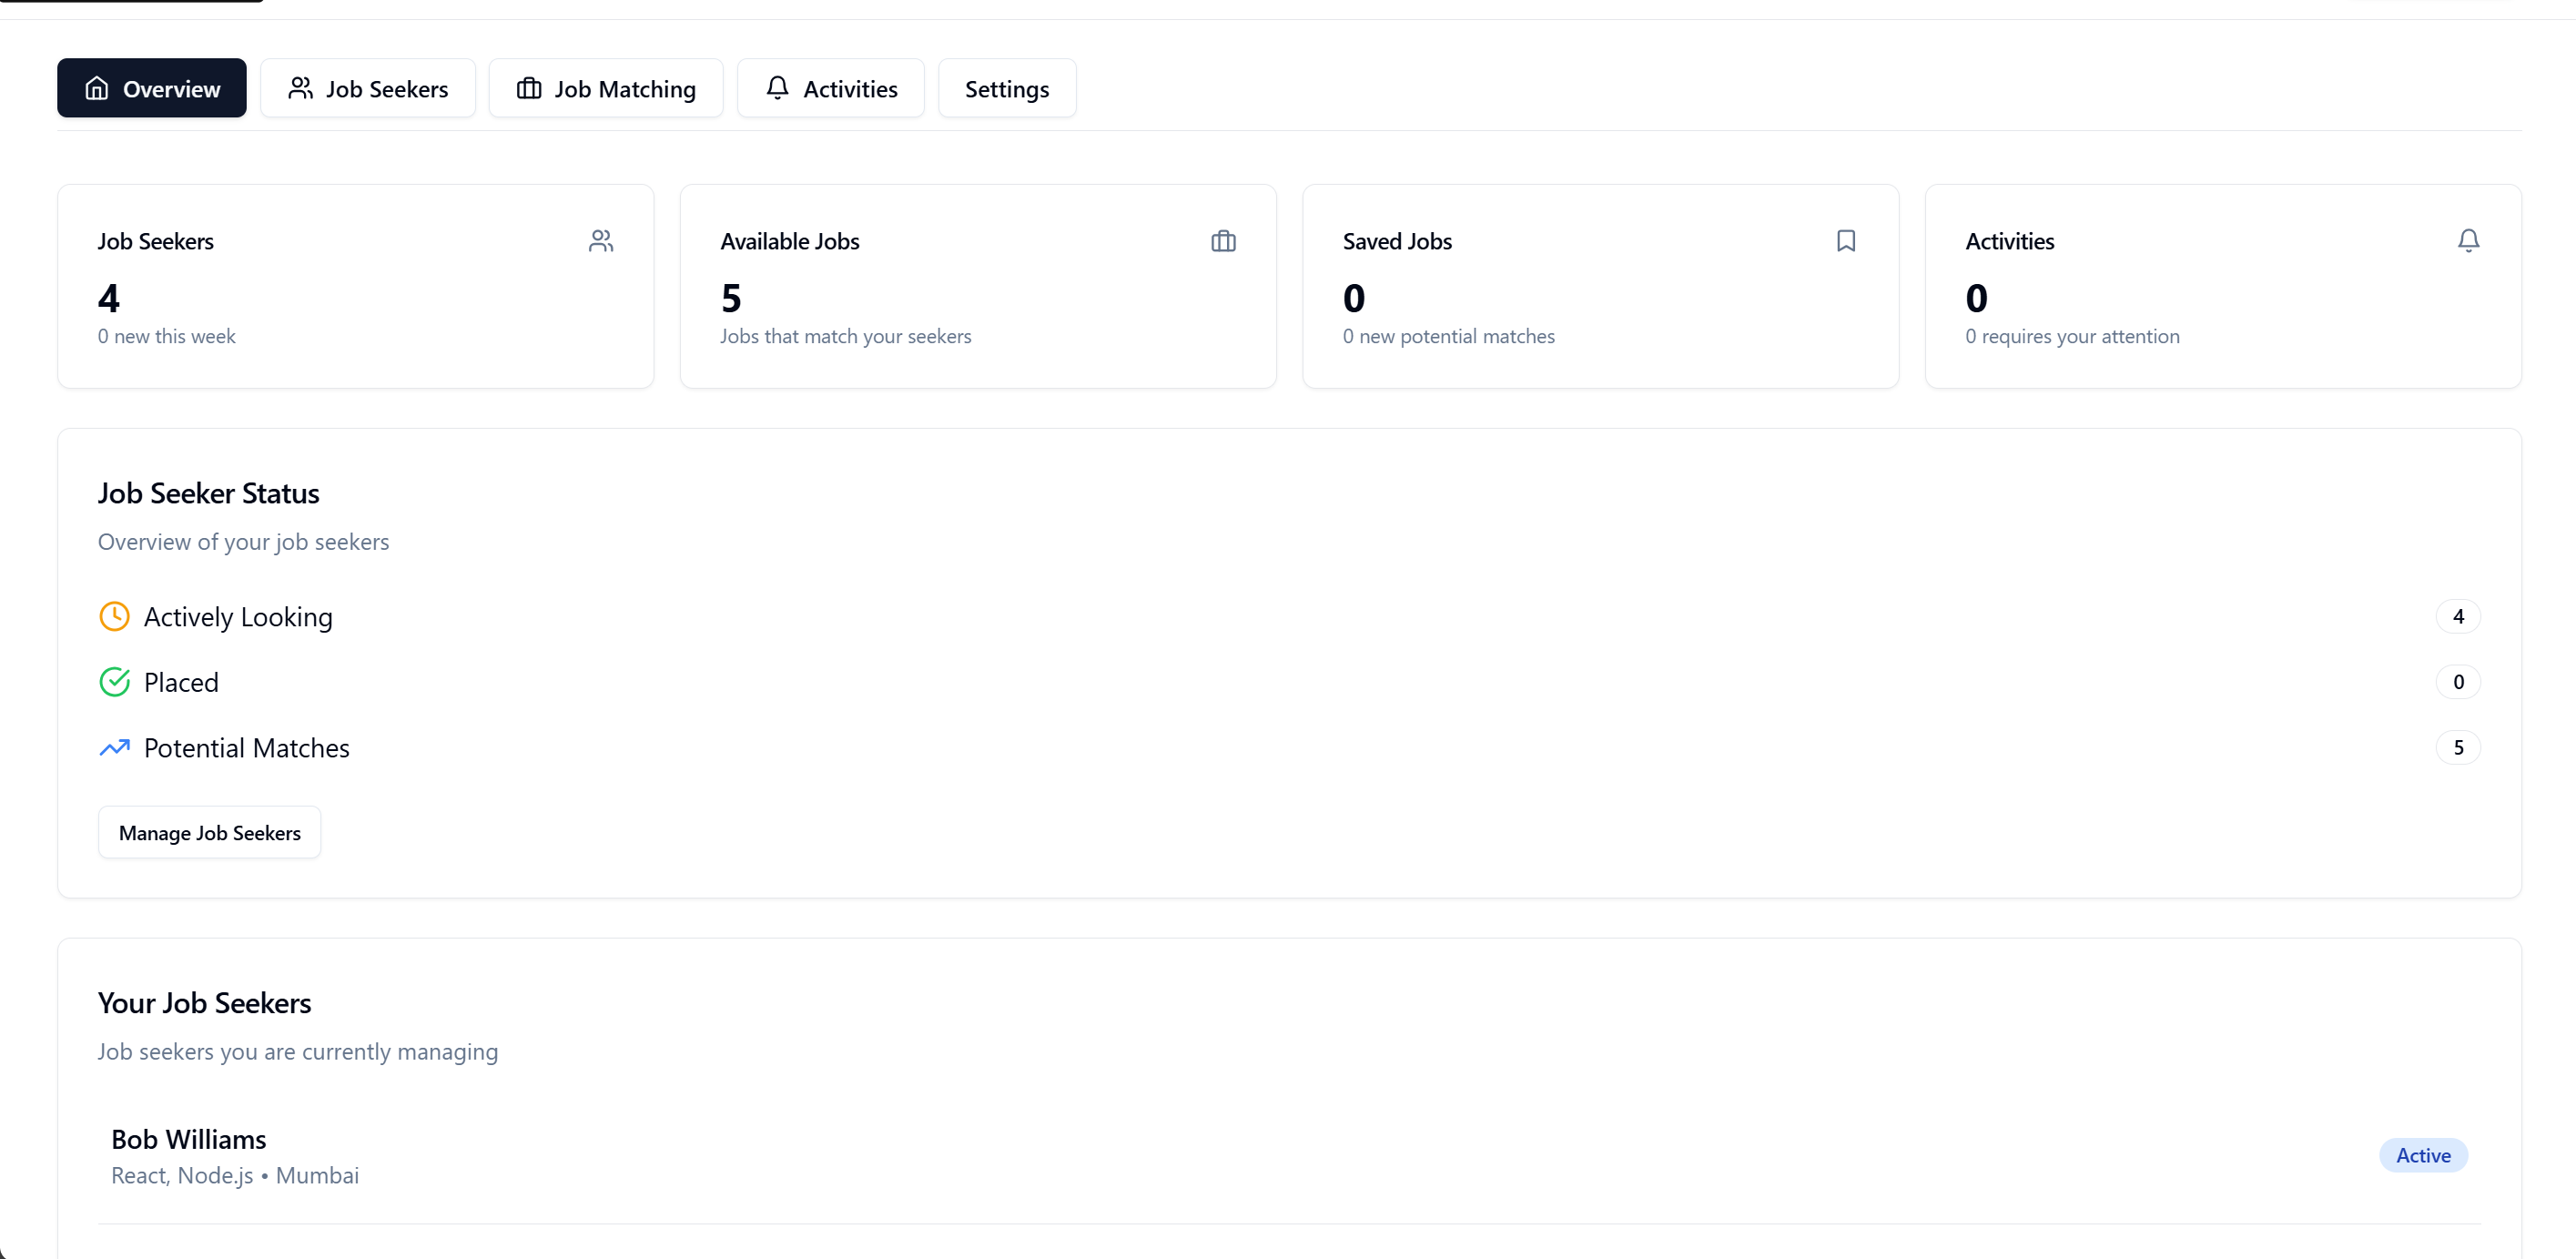 Overview
Job Seekers
Job Matching
Activities
Settings
Job Seekers
4
0 new this week
Available Jobs
5
Jobs that match your seekers
Saved Jobs
0
0 new potential matches
Activities
0
0 requires your attention
Job Seeker Status
Overview of your job seekers
Actively Looking 4
Placed 0
Potential Matches 5
Manage Job Seekers
Your Job Seekers
Job seekers you are currently managing
Bob Williams
React, Node.js • Mumbai
Active